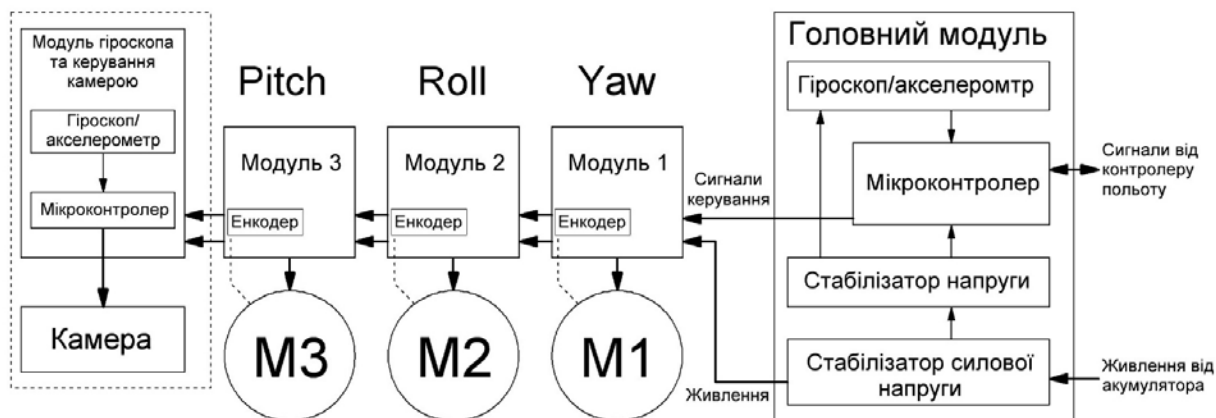 Модуль гіроскопа
та керування
камерою
Гіроскоп/
акселерометр
Мікроконтролер
Камера
Pitch
Модуль 3
Енкодер
M3
Roll
Модуль 2
Енкодер
M2
Yaw
Модуль 1
Енкодер
M1
Сигнали
керування
Живлення
Головний модуль
Гіроскоп/акселеромтр
Мікроконтролер
Стабілізатор напруги
Стабілізатор силової
напруги
Сигнали від
контролеру
польоту
Живлення від
акумулятора